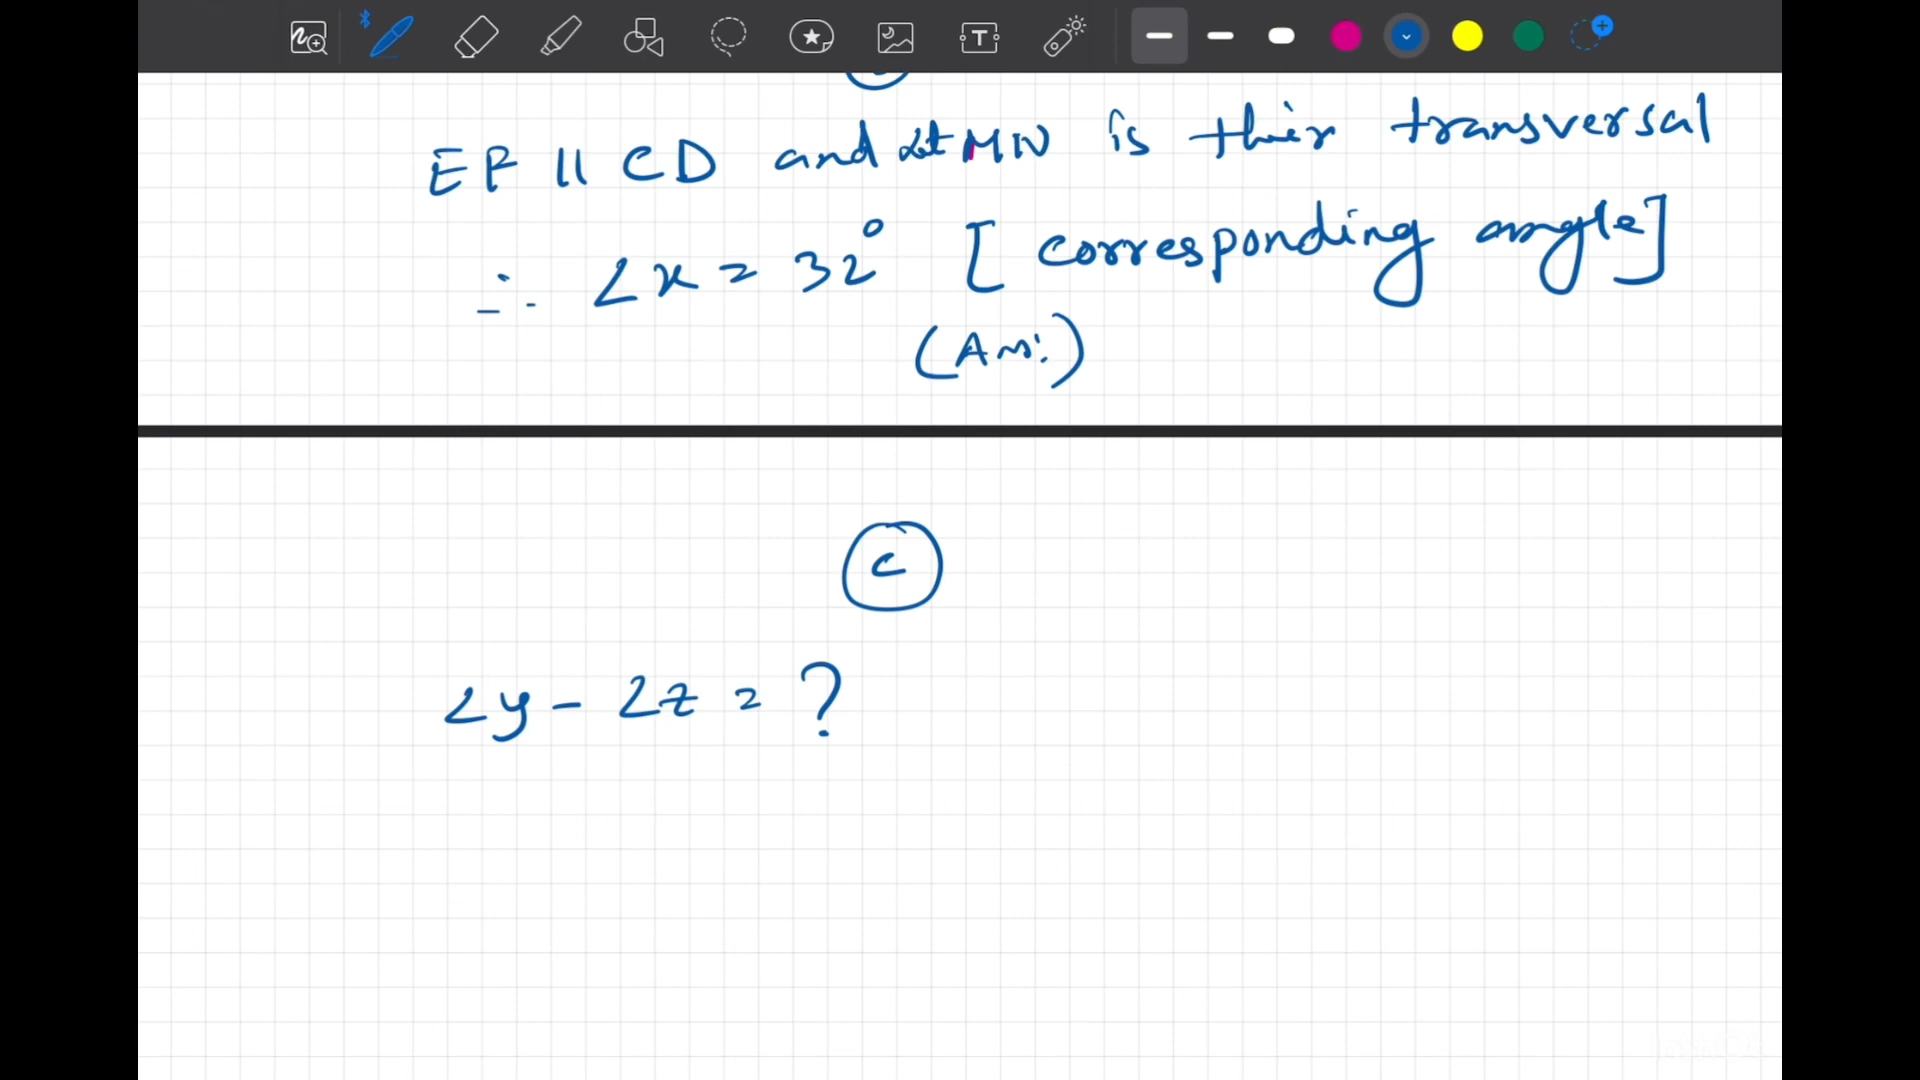 EF || CD and let MN is their transversal
∴ ∠x = 32° [corresponding angle]
(Ans:)
c
∠y - ∠z = ?